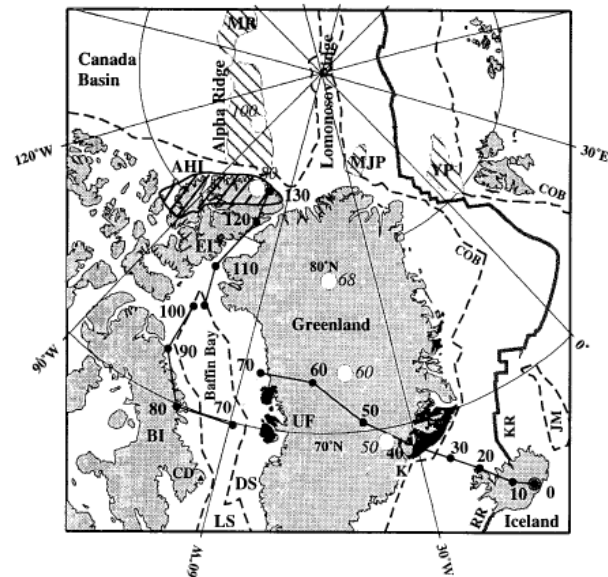 MR
Canada
Basin
Alpha Ridge
100
Lomonosov Ridge
120°W
30°E
AHI
80
MJP
YP
COB
130
120
EI
110
COB
80°N
68
100
Greenland
0°
90
Baffin Bay
90°W
70
60
60
80
70
UF
50
KR
JM
BI
70°N
50
40
30
20
CD
K
DS
10
0
LS
RR
Iceland
60°W
30°W